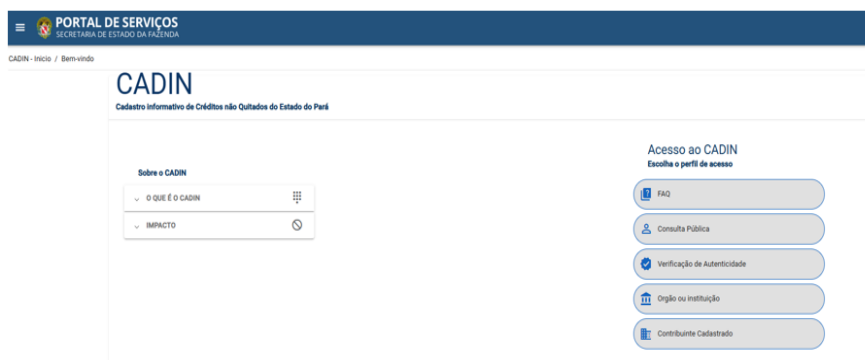 PORTAL DE SERVIÇOS
SECRETARIA DE ESTADO DA FAZENDA
CADIN - Inicio / Bem-vindo
CADIN
Cadastro informativo de Créditos não Quitados do Estado do Pará
Sobre o CADIN
O QUE É O CADIN
IMPACTO
Acesso ao CADIN
Escolha o perfil de acesso
FAQ
Consulta Pública
Verificação de Autenticidade
Orgão ou instituição
Contribuinte Cadastrado